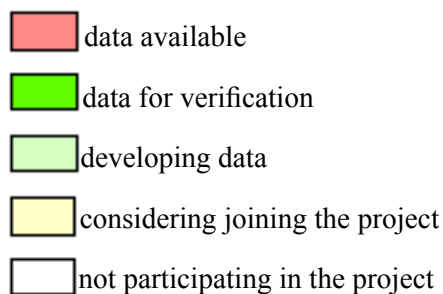 data available
data for verification
developing data
considering joining the project
not participating in the project